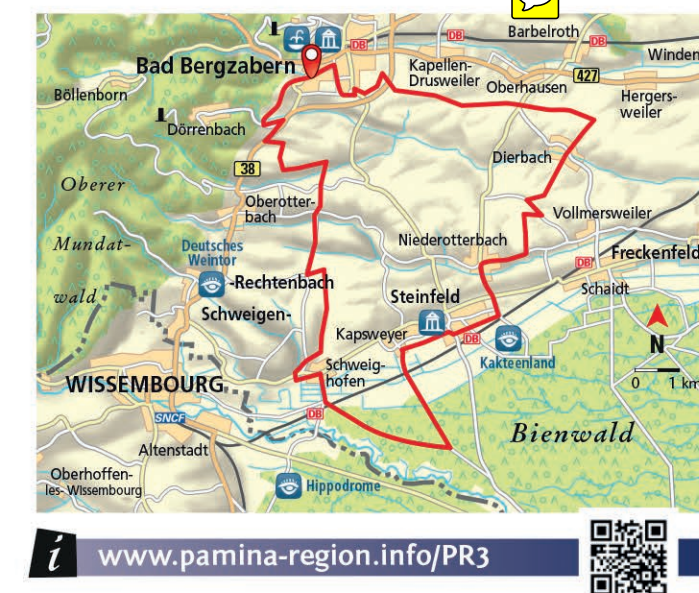 DB
DB
Barbelroth
DB
Winden
Bad Bergzabern
Kapellen-
Drusweiler
Oberhausen
427
Böllenborn
Hergers-
weiler
Dörrenbach
Dierbach
38
Oberer
Oberotter-
bach
Vollmersweiler
Mundat-
Niederotterbach
Deutsches
Weintor
Freckenfeld
DB
-Rechtenbach
Schaidt
wald
Steinfeld
Schweigen-
N
Kapsweyer
DB
Kakteenland
Schweig-
hofen
0 1 km
WISSEMBOURG
DB
SNCF
Bienwald
Altenstadt
Oberhoffen-
les-Wissembourg
Hippodrome
i www.pamina-region.info/PR3